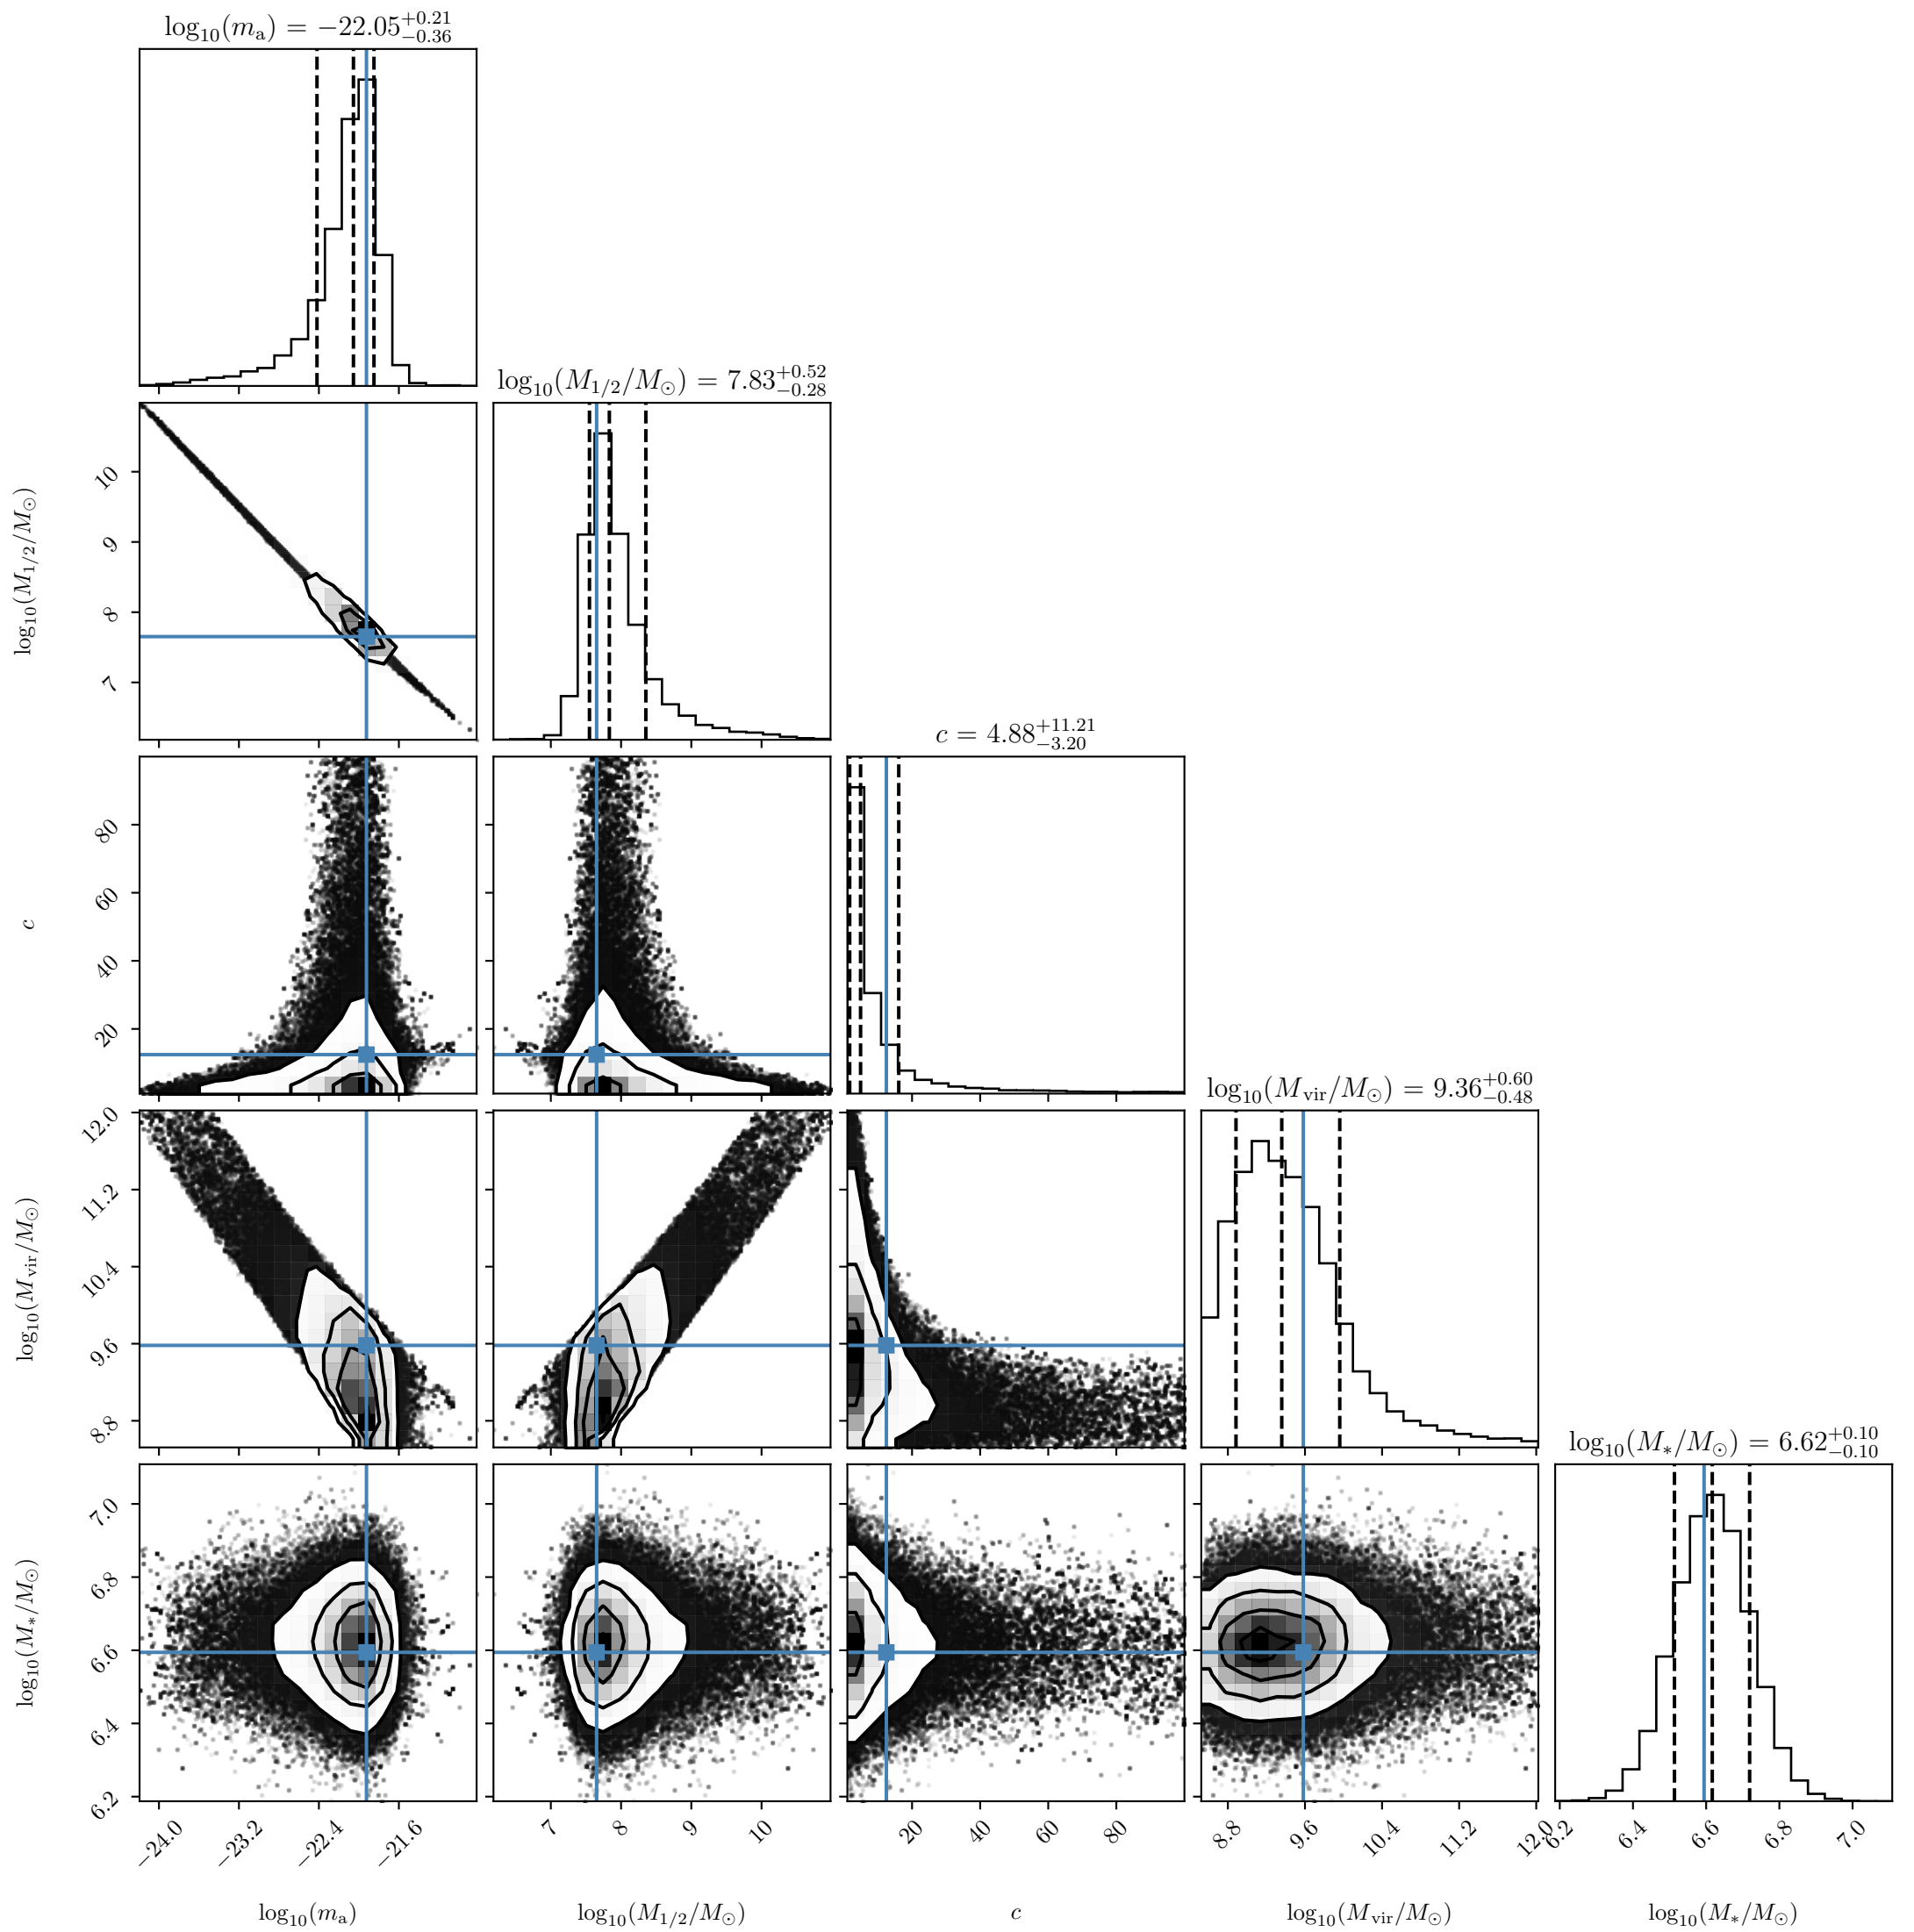 log₁₀(mₐ) = −22.05⁺⁰·²¹₋₀.₃₆
log₁₀(M₁/₂/M⊙) = 7.83⁺⁰·⁵²₋₀.₂₈
log₁₀(M₁/₂/M⊙)
10
9
8
7
c = 4.88⁺¹¹·²¹₋₃.₂₀
c
80
60
40
20
log₁₀(Mvir/M⊙) = 9.36⁺⁰·⁶⁰₋₀.₄₈
log₁₀(Mvir/M⊙)
12.0
11.2
10.4
9.6
8.8
log₁₀(M∗/M⊙) = 6.62⁺⁰·¹⁰₋₀.₁₀
log₁₀(M∗/M⊙)
7.0
6.8
6.6
6.4
6.2
−24.0 −23.2 −22.4 −21.6 7 8 9 10 20 40 60 80 8.8 9.6 10.4 11.2 12.0 6.2 6.4 6.6 6.8 7.0
log₁₀(mₐ) log₁₀(M₁/₂/M⊙) c log₁₀(Mvir/M⊙) log₁₀(M∗/M⊙)